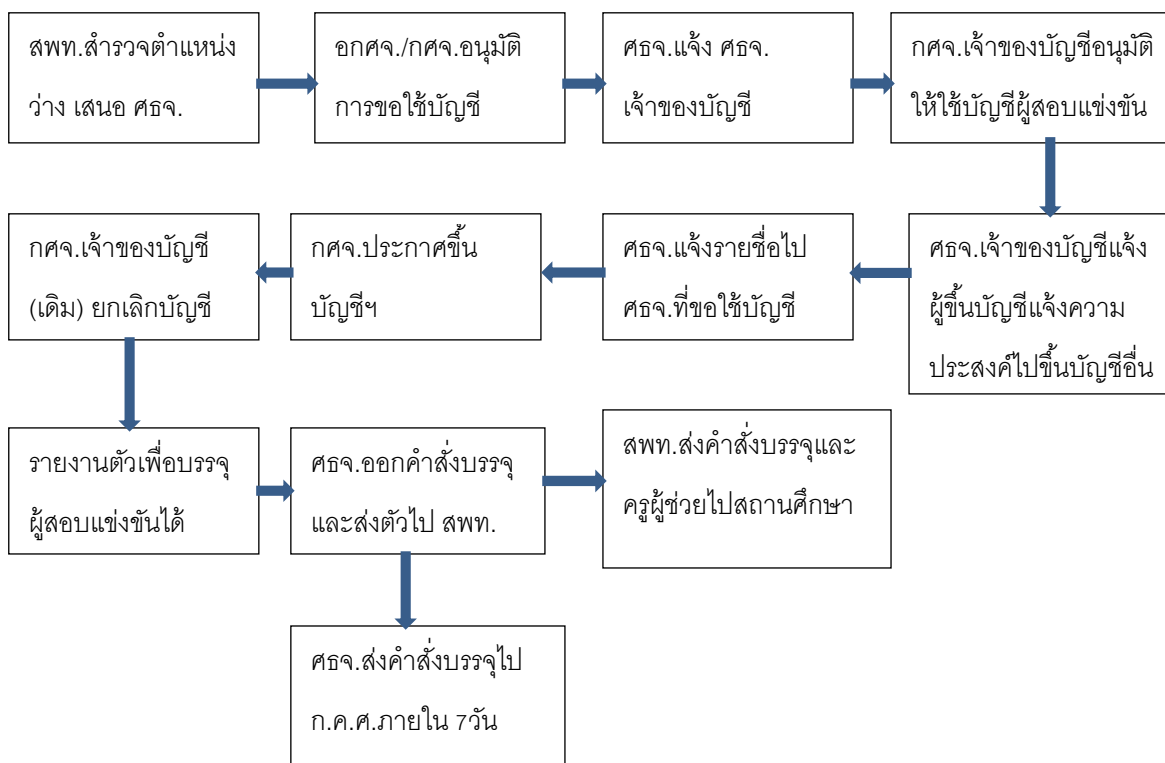 สพท.สำรวจตำแหน่ง
ว่าง เสนอ ศธจ.
อกศจ./กศจ.อนุมัติ
การขอใช้บัญชี
ศธจ.แจ้ง ศธจ.
เจ้าของบัญชี
กศจ.เจ้าของบัญชีอนุมัติ
ให้ใช้บัญชีผู้สอบแข่งขัน
ศธจ.เจ้าของบัญชีแจ้ง
ผู้ขึ้นบัญชีแจ้งความ
ประสงค์ไปขึ้นบัญชีอื่น
ศธจ.แจ้งรายชื่อไป
ศธจ.ที่ขอใช้บัญชี
กศจ.ประกาศขึ้น
บัญชีฯ
กศจ.เจ้าของบัญชี
(เดิม) ยกเลิกบัญชี
รายงานตัวเพื่อบรรจุ
ผู้สอบแข่งขันได้
ศธจ.ออกคำสั่งบรรจุ
และส่งตัวไป สพท.
สพท.ส่งคำสั่งบรรจุและ
ครูผู้ช่วยไปสถานศึกษา
ศธจ.ส่งคำสั่งบรรจุไป
ก.ค.ศ.ภายใน 7วัน